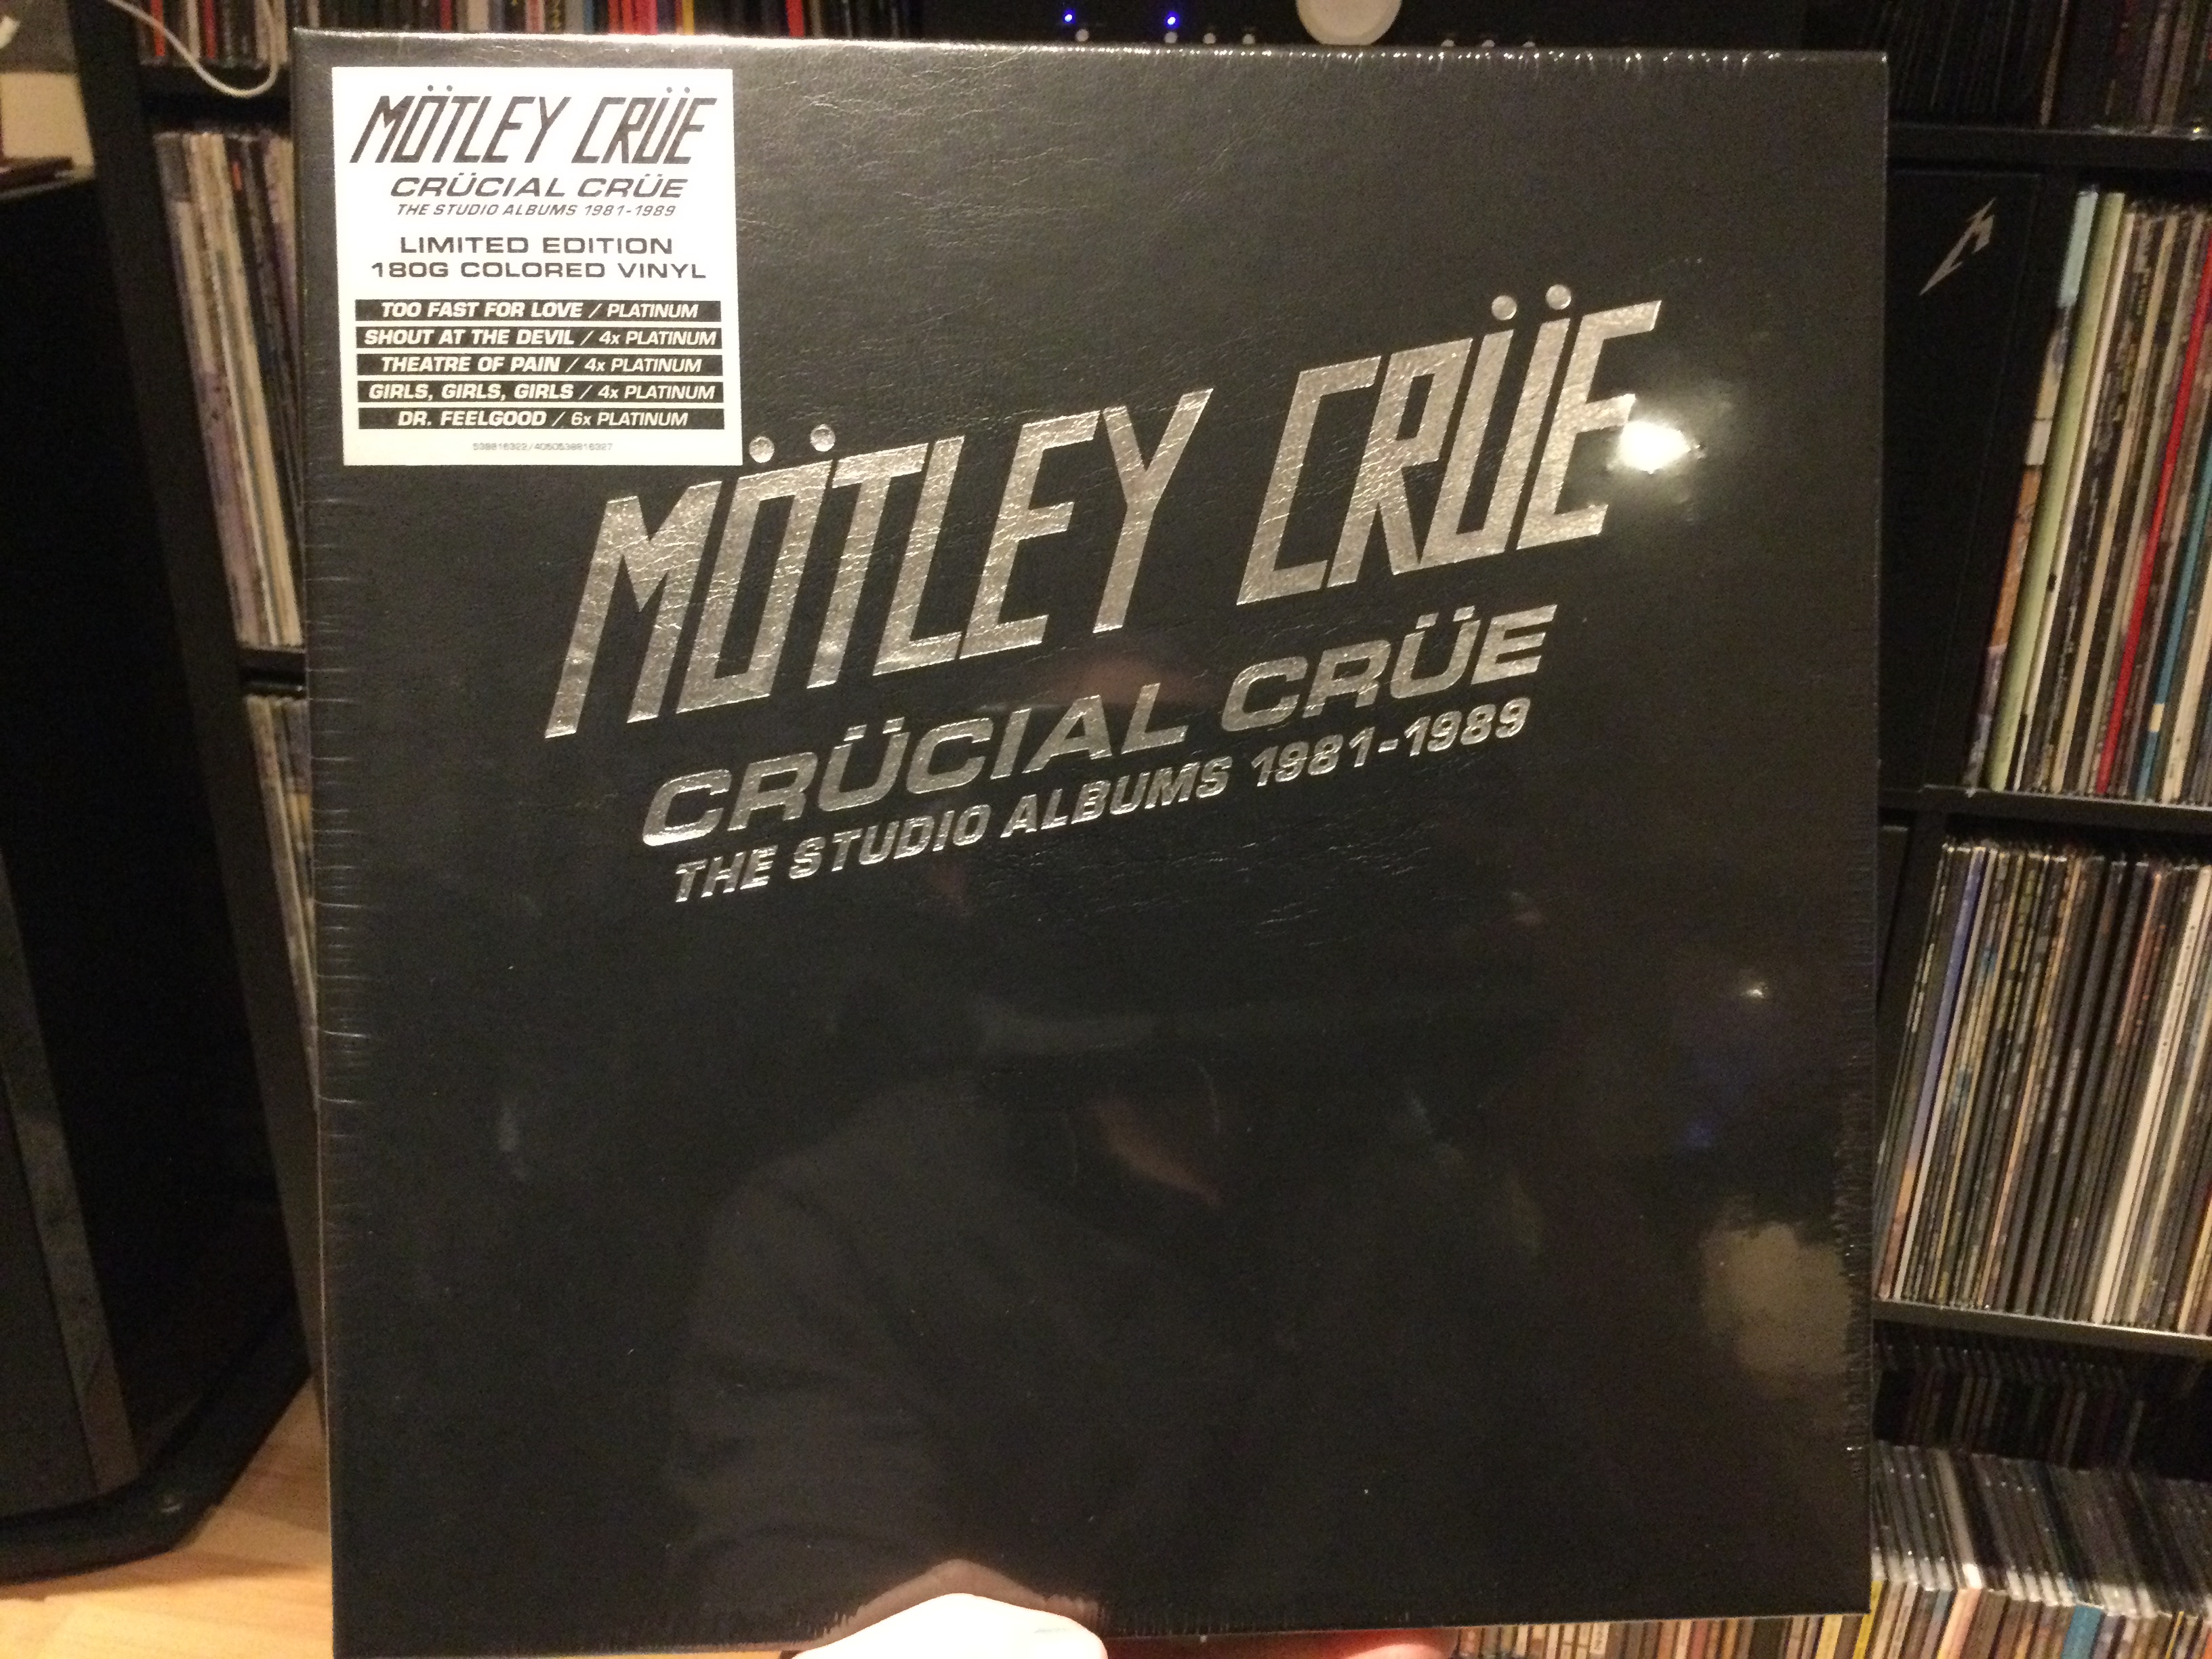 MÖTLEY CRÜE
CRÜCIAL CRÜE
THE STUDIO ALBUMS 1981-1989
LIMITED EDITION
180G COLORED VINYL
TOO FAST FOR LOVE / PLATINUM
SHOUT AT THE DEVIL / 4x PLATINUM
THEATRE OF PAIN / 4x PLATINUM
GIRLS, GIRLS, GIRLS / 4x PLATINUM
DR. FEELGOOD / 6x PLATINUM
538816322/4050538816327
MÖTLEY CRÜE
CRÜCIAL CRÜE
THE STUDIO ALBUMS 1981-1989